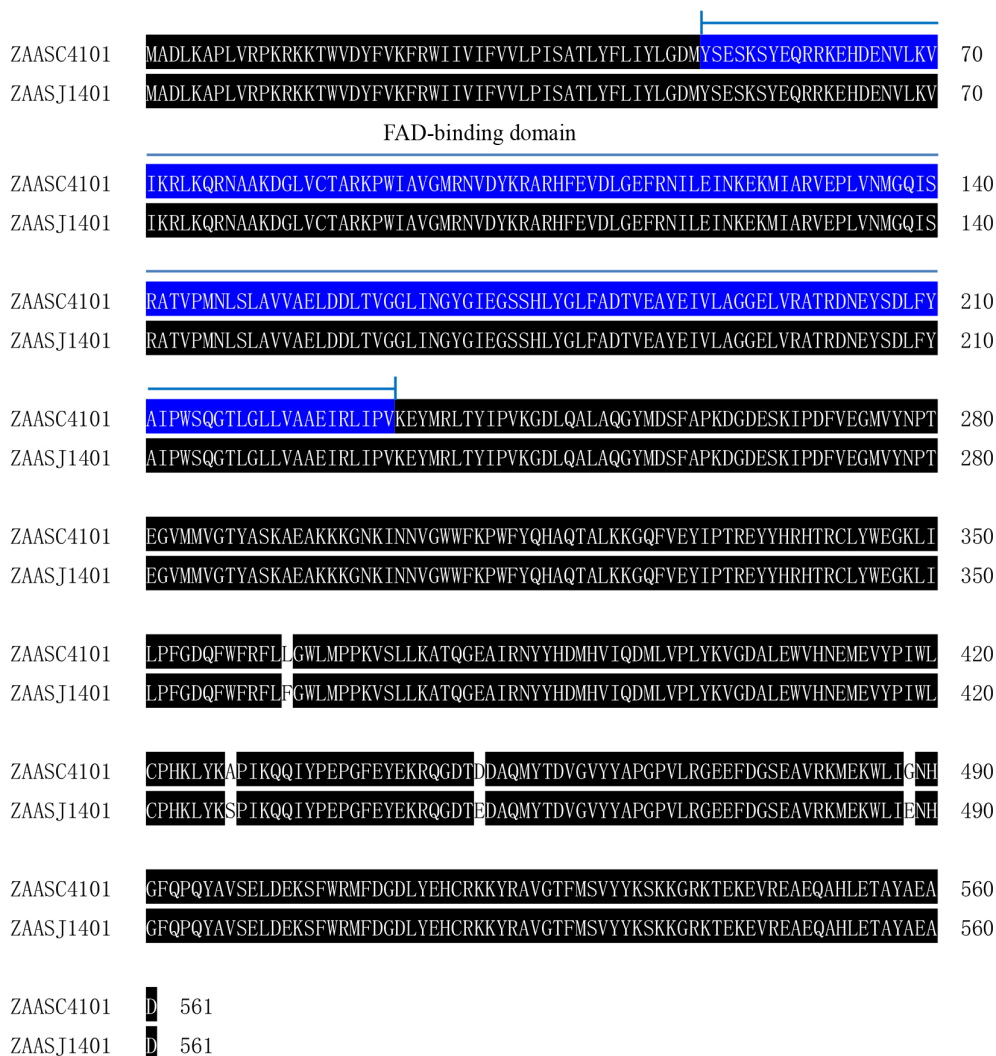 ZAASC4101 MADLKAPLVRPKRKKTWVDYFVKFRWIIVIFVVLPISATLYFLIYLGDMYSESKSYEQRRKEHDENVLKV 70
ZAASJ1401 MADLKAPLVRPKRKKTWVDYFVKFRWIIVIFVVLPISATLYFLIYLGDMYSESKSYEQRRKEHDENVLKV 70
FAD-binding domain
ZAASC4101 IKRLKQRNAAKDGLVCTARKPWIAVGMRNVDYKRARHFEVDLGEFRNILEINKEKMIARVEPLVNMGQIS 140
ZAASJ1401 IKRLKQRNAAKDGLVCTARKPWIAVGMRNVDYKRARHFEVDLGEFRNILEINKEKMIARVEPLVNMGQIS 140
ZAASC4101 RATVPMNLSLAVVAELDDLTVGGLINGYGIEGSSHLYGLFADTVEAYEIVLAGGELVRATRDNEYSDLFY 210
ZAASJ1401 RATVPMNLSLAVVAELDDLTVGGLINGYGIEGSSHLYGLFADTVEAYEIVLAGGELVRATRDNEYSDLFY 210
ZAASC4101 AIPWSQGTLGLLVAAEIRLIPVKEYMRLTYIPVKGDLQALAQGYMDSFAPKDGDESKIPDFVEGMVYNPT 280
ZAASJ1401 AIPWSQGTLGLLVAAEIRLIPVKEYMRLTYIPVKGDLQALAQGYMDSFAPKDGDESKIPDFVEGMVYNPT 280
ZAASC4101 EGVMMVGTYASKAEAKKKGNKINNVGWWFKPWFYQHAQTALKKGQFVEYIPTREYYHRHTRCLYWEGKLI 350
ZAASJ1401 EGVMMVGTYASKAEAKKKGNKINNVGWWFKPWFYQHAQTALKKGQFVEYIPTREYYHRHTRCLYWEGKLI 350
ZAASC4101 LPFGDQFWFRFLLGWLMPPKVSLLKATQGEAIRNYYHDMHVIQDMLVPLYKVGDALEWVHNEMEVYPIWL 420
ZAASJ1401 LPFGDQFWFRFLFGWLMPPKVSLLKATQGEAIRNYYHDMHVIQDMLVPLYKVGDALEWVHNEMEVYPIWL 420
ZAASC4101 CPHKLYKAPIKQQIYPEPGFEYEKRQGDTDDAQMYTDVGVYYAPGPVLRGEEFDGSEAVRKMEKWLIGNH 490
ZAASJ1401 CPHKLYKSPIKQQIYPEPGFEYEKRQGDTEDAQMYTDVGVYYAPGPVLRGEEFDGSEAVRKMEKWLIENH 490
ZAASC4101 GFQPQYAVSELDEKSFWRMFDGDLYEHCRKKYRAVGTFMSVYYKSKKGRKTEKEVREAEQAHLETAYAEA 560
ZAASJ1401 GFQPQYAVSELDEKSFWRMFDGDLYEHCRKKYRAVGTFMSVYYKSKKGRKTEKEVREAEQAHLETAYAEA 560
ZAASC4101 D 561
ZAASJ1401 D 561